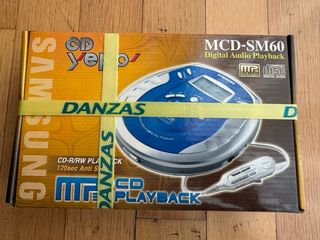 SAMSUNG
CD
yepp'
MCD-SM60
Digital Audio Playback
MP3
DANZAS
DANZAS
CD-R/RW PLAYBACK
120sec Anti S
MP3 CD
PLAYBACK